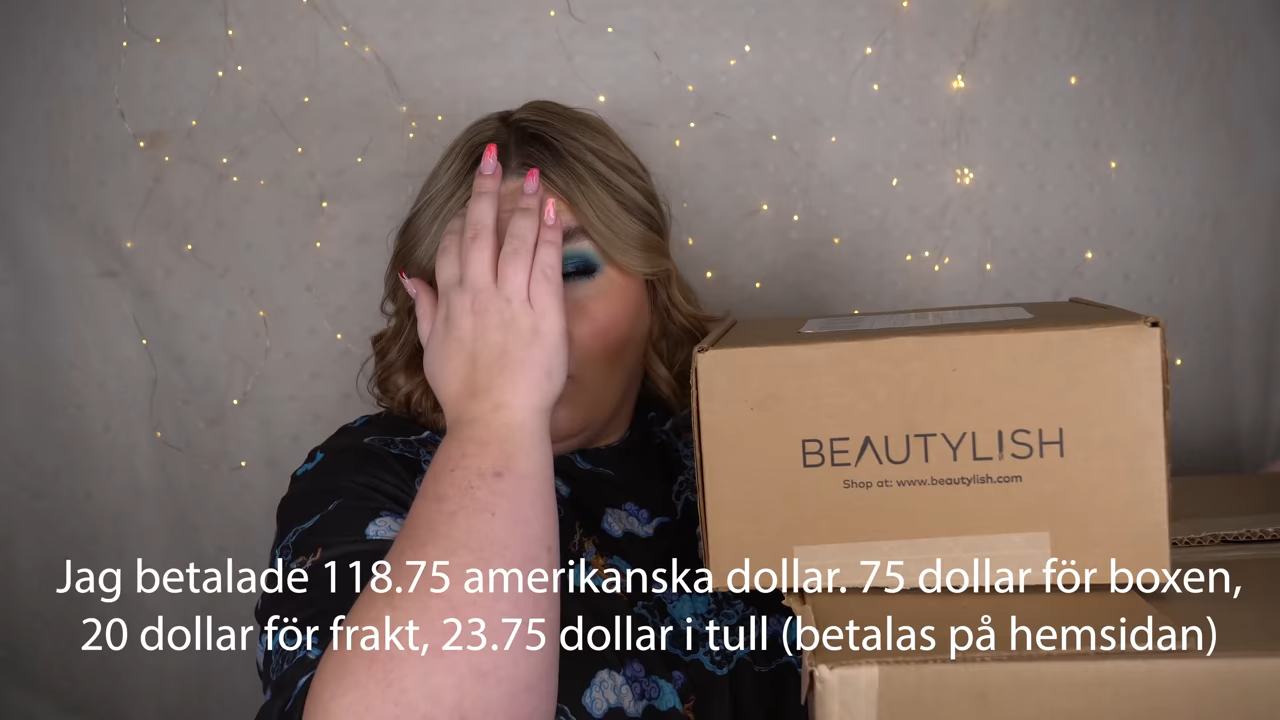 BEAUTYLISH
Shop at: www.beautylish.com
Jag betalade 118.75 amerikanska dollar. 75 dollar för boxen,
20 dollar för frakt, 23.75 dollar i tull (betalas på hemsidan)